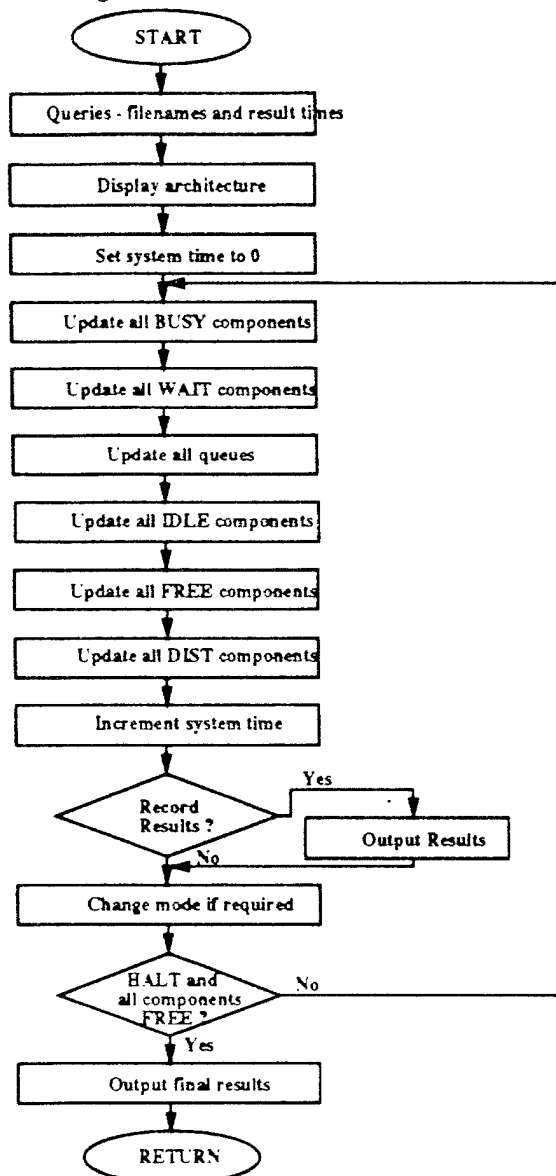 START
Queries - filenames and result times
Display architecture
Set system time to 0
Update all BUSY components
Update all WAIT components
Update all queues
Update all IDLE components
Update all FREE components
Update all DIST components
Increment system time
Yes
Record
Results ?
Output Results
No
Change mode if required
HALT and
all components
FREE ?
No
Yes
Output final results
RETURN